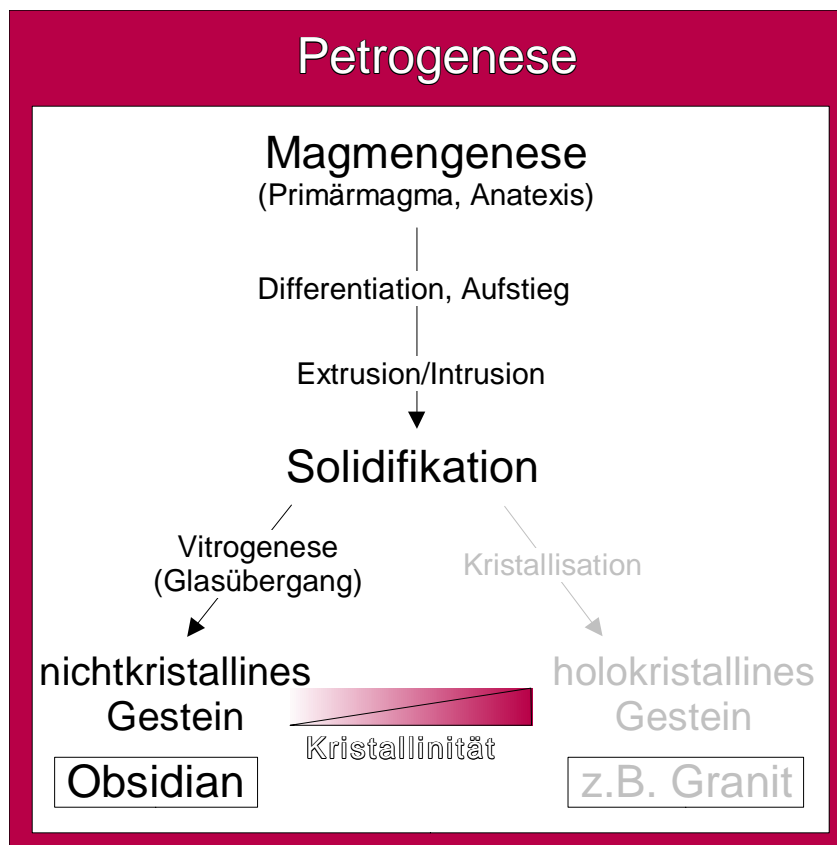 Petrogenese
Magmengenese
(Primärmagma, Anatexis)
Differentiation, Aufstieg
Extrusion/Intrusion
Solidifikation
Vitrogenese
(Glasübergang)
Kristallisation
nichtkristallines
Gestein
holokristallines
Gestein
Kristallinität
Obsidian
z.B. Granit